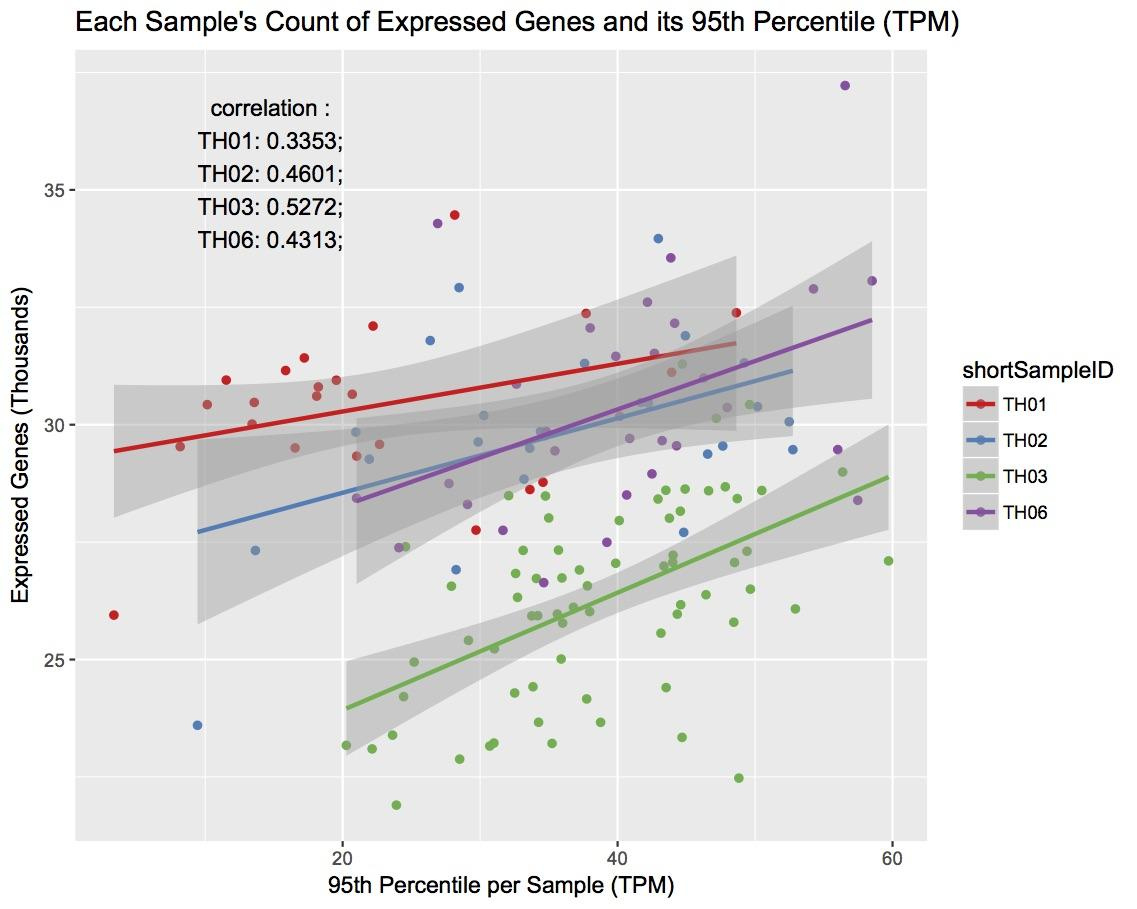 Each Sample's Count of Expressed Genes and its 95th Percentile (TPM)
correlation :
TH01: 0.3353;
TH02: 0.4601;
TH03: 0.5272;
TH06: 0.4313;
35
30
25
Expressed Genes (Thousands)
20 40 60
95th Percentile per Sample (TPM)
shortSampleID
TH01
TH02
TH03
TH06